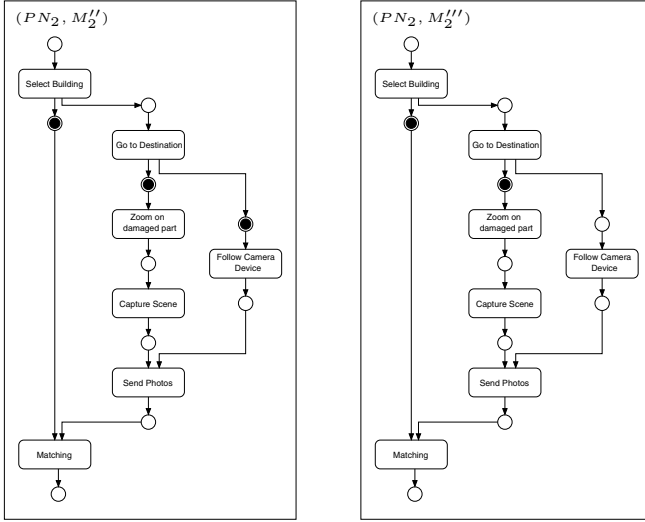 (PN₂, M₂′′)
Select Building
Go to Destination
Zoom on
damaged part
Follow Camera
Device
Capture Scene
Send Photos
Matching
(PN₂, M₂′′′)
Select Building
Go to Destination
Zoom on
damaged part
Follow Camera
Device
Capture Scene
Send Photos
Matching